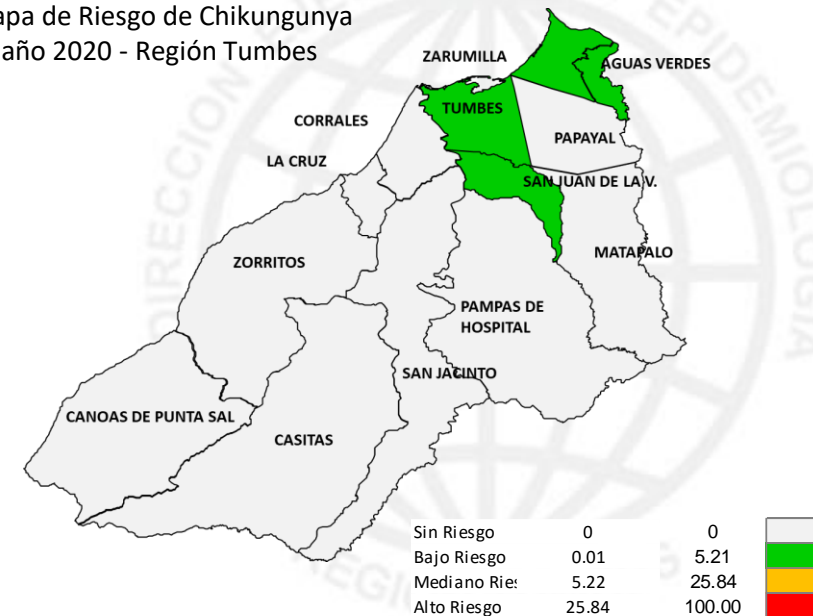 apa de Riesgo de Chikungunya
año 2020 - Región Tumbes
ZARUMILLA
AGUAS VERDES
TUMBES
CORRALES
PAPAYAL
LA CRUZ
SAN JUAN DE LA V.
MATAPALO
ZORRITOS
PAMPAS DE
HOSPITAL
SAN JACINTO
CANOAS DE PUNTA SAL
CASITAS
Sin Riesgo 0 0
Bajo Riesgo 0.01 5.21
Mediano Ries 5.22 25.84
Alto Riesgo 25.84 100.00
DIRECCION
EPIDEMIOLOGIA